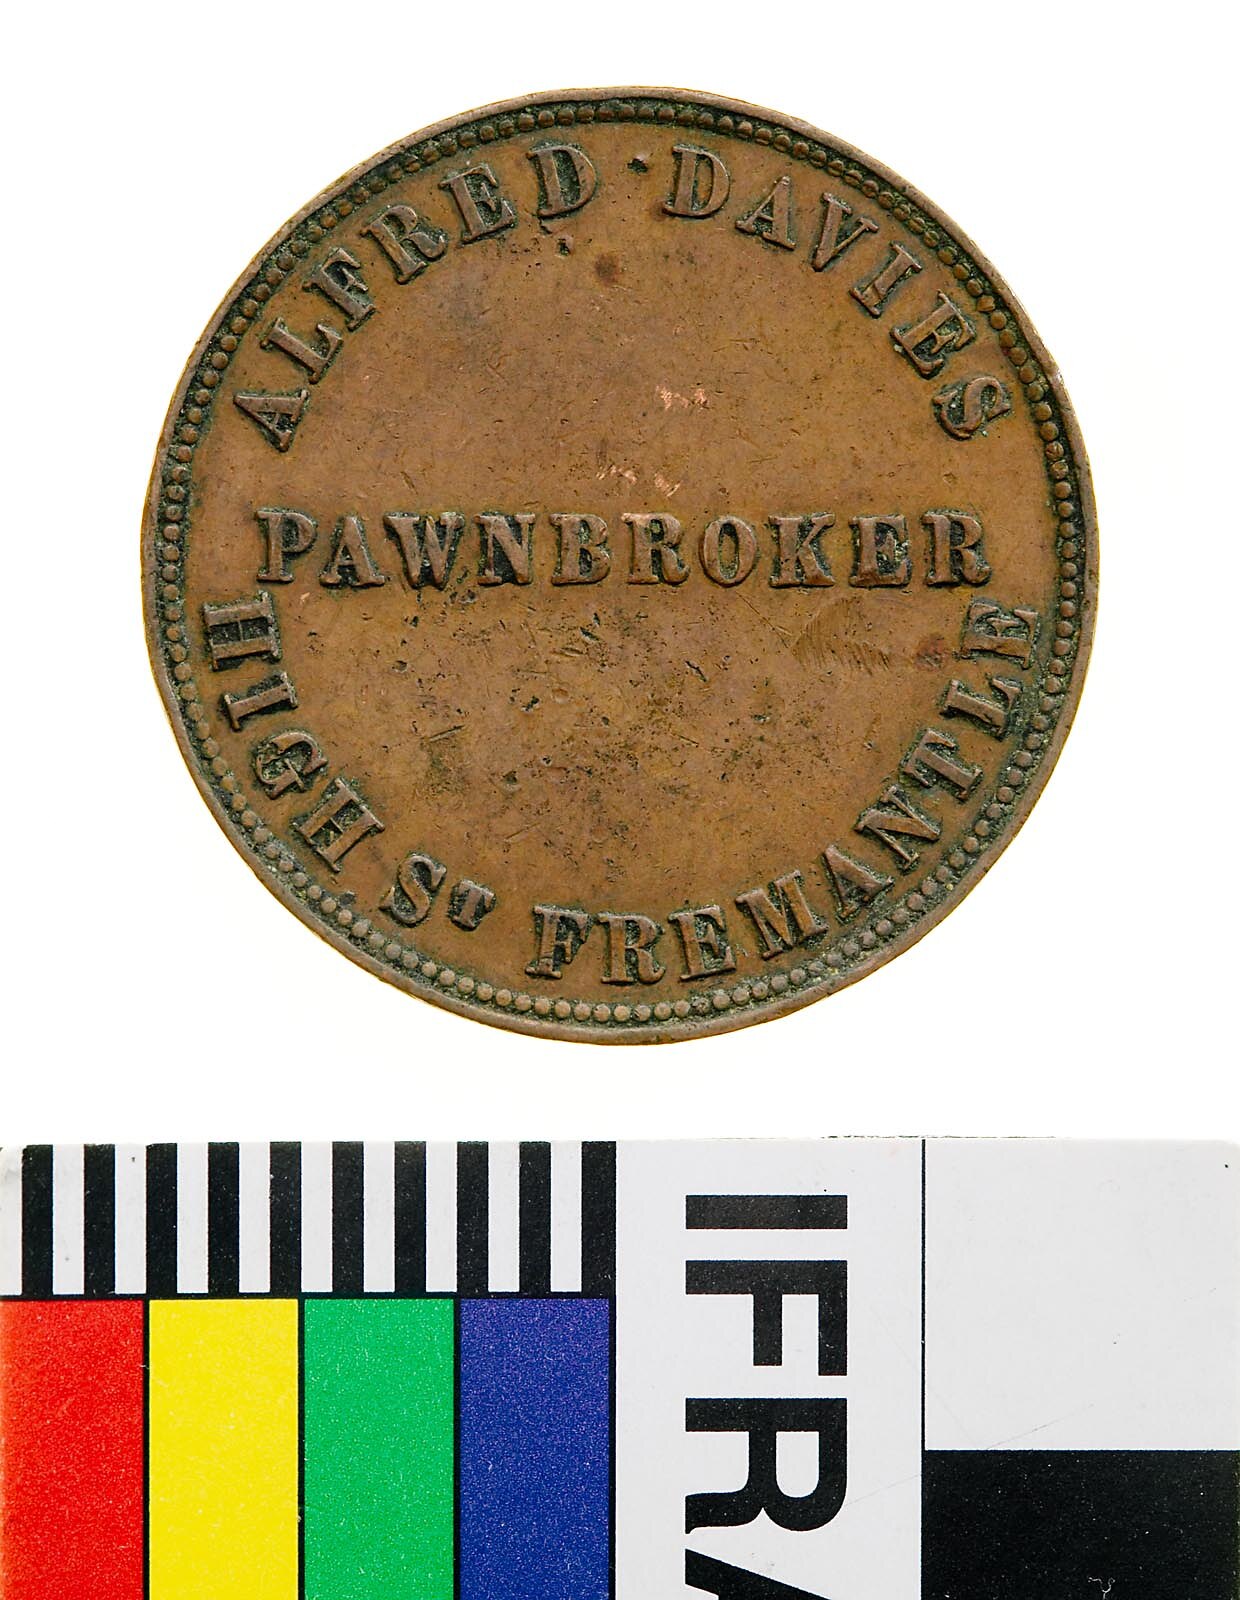 ALFRED · DAVIES
PAWNBROKER
HIGH ST FREMANTLE
IFRA